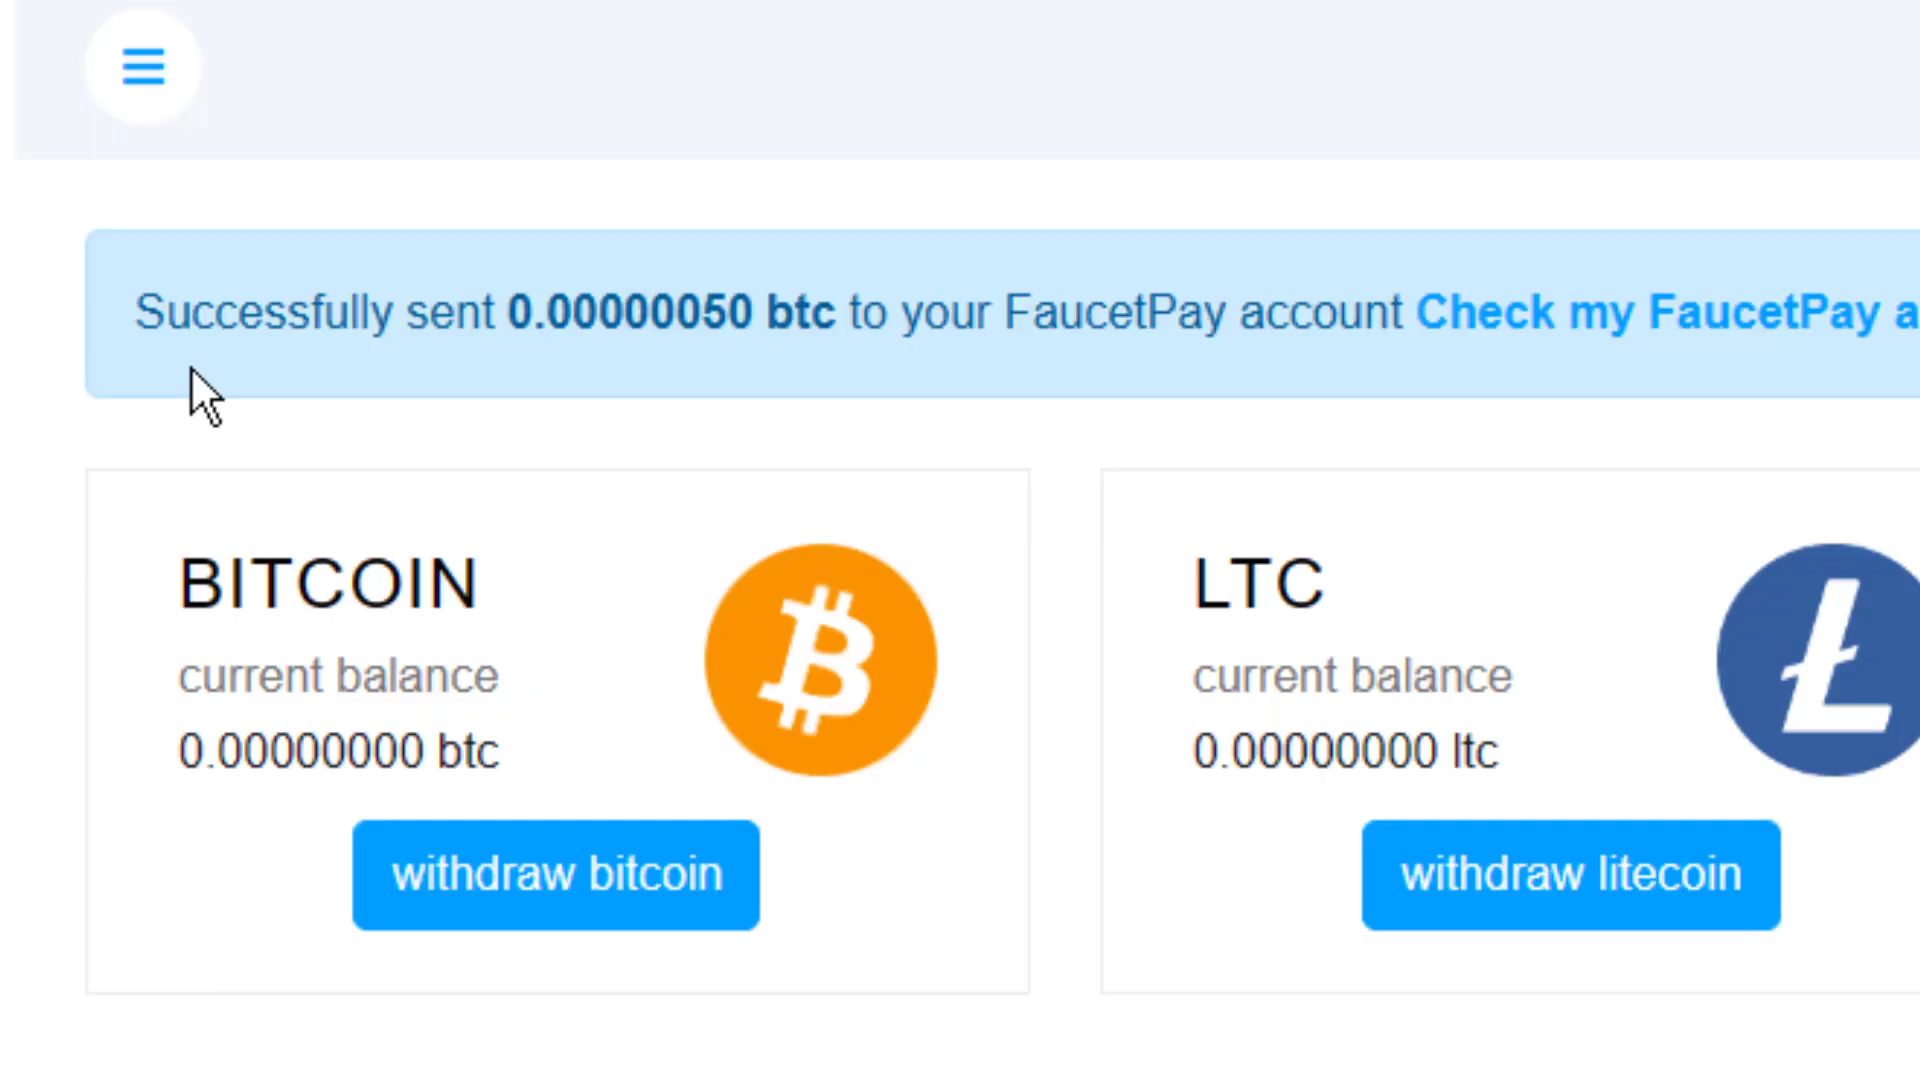 Successfully sent 0.00000050 btc to your FaucetPay account Check my FaucetPay a
BITCOIN
current balance
0.00000000 btc
withdraw bitcoin
LTC
current balance
0.00000000 ltc
withdraw litecoin